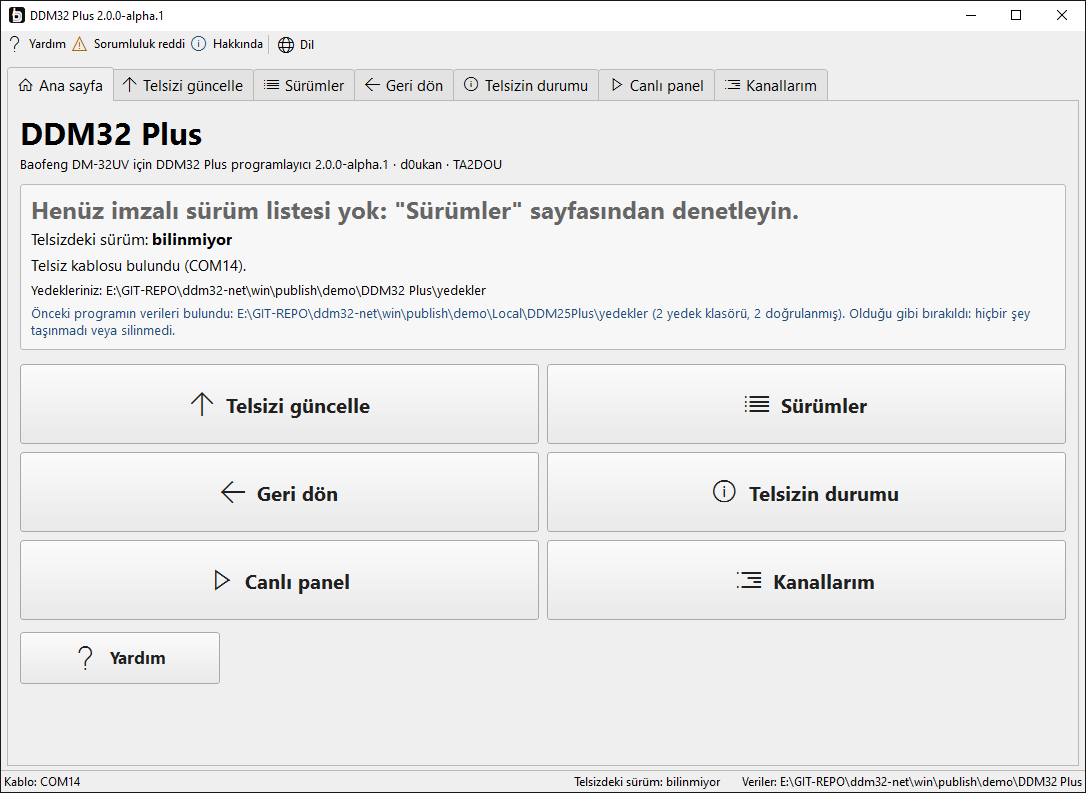 DDM32 Plus 2.0.0-alpha.1
Yardım Sorumluluk reddi Hakkında Dil
Ana sayfa Telsizi güncelle Sürümler Geri dön Telsizin durumu Canlı panel Kanallarım
DDM32 Plus
Baofeng DM-32UV için DDM32 Plus programlayıcı 2.0.0-alpha.1 · d0ukan · TA2DOU
Henüz imzalı sürüm listesi yok: "Sürümler" sayfasından denetleyin.
Telsizdeki sürüm: bilinmiyor
Telsiz kablosu bulundu (COM14).
Yedekleriniz: E:\GIT-REPO\ddm32-net\win\publish\demo\DDM32 Plus\yedekler
Önceki programın verileri bulundu: E:\GIT-REPO\ddm32-net\win\publish\demo\Local\DDM25Plus\yedekler (2 yedek klasörü, 2 doğrulanmış). Olduğu gibi bırakıldı: hiçbir şey
taşınmadı veya silinmedi.
Telsizi güncelle
Sürümler
Geri dön
Telsizin durumu
Canlı panel
Kanallarım
Yardım
Kablo: COM14 Telsizdeki sürüm: bilinmiyor Veriler: E:\GIT-REPO\ddm32-net\win\publish\demo\DDM32 Plus